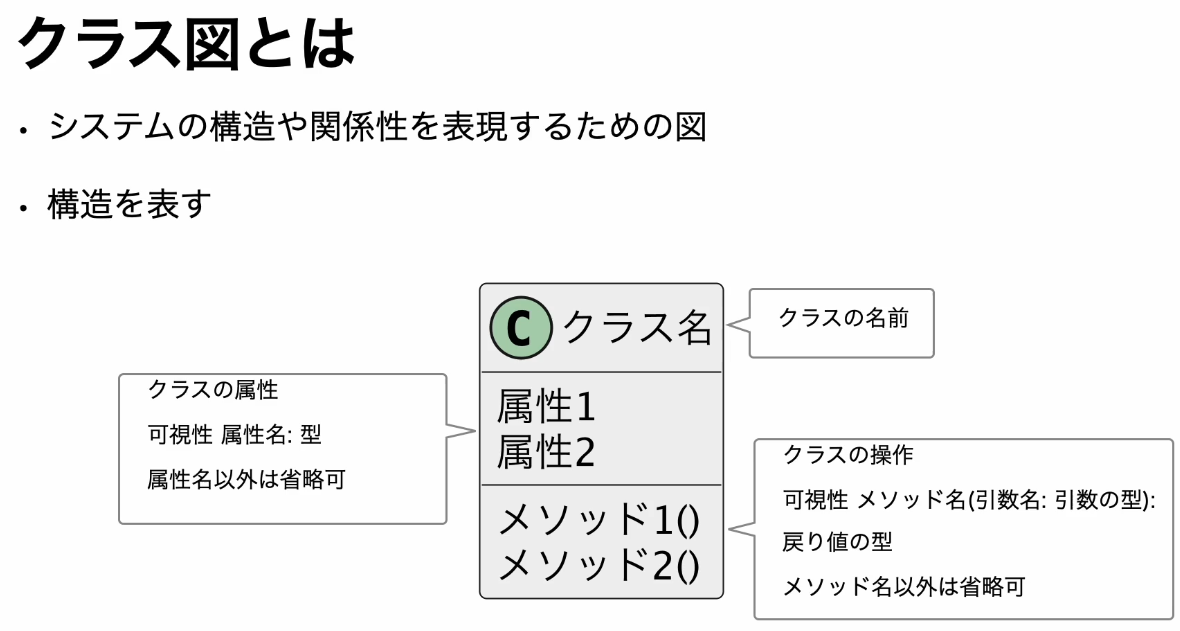 クラス図とは
・システムの構造や関係性を表現するための図
・構造を表す
C クラス名
クラスの名前
クラスの属性
可視性 属性名: 型
属性名以外は省略可
属性1
属性2
メソッド1()
メソッド2()
クラスの操作
可視性 メソッド名(引数名: 引数の型):
戻り値の型
メソッド名以外は省略可